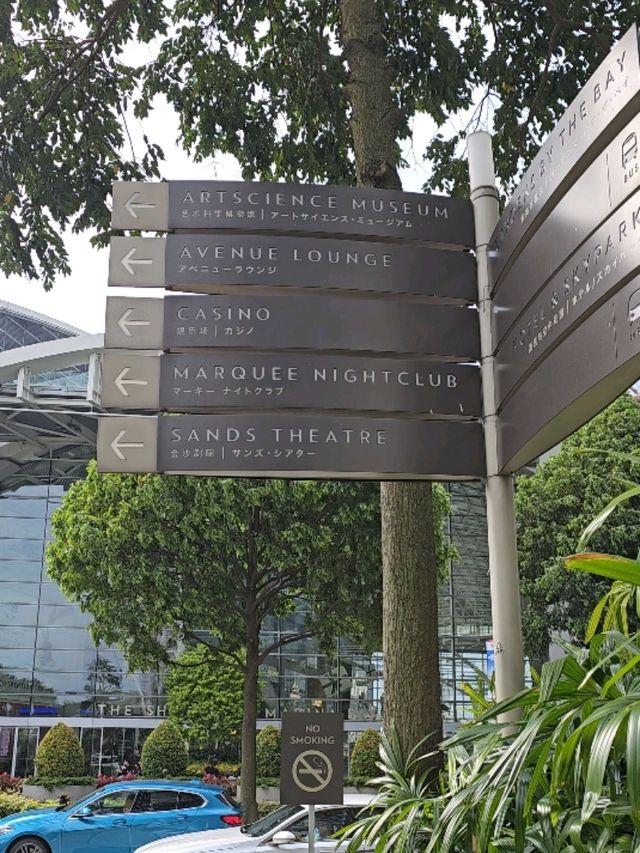 ARTSCIENCE MUSEUM
艺术科学博物馆 | アートサイエンス・ミュージアム
AVENUE LOUNGE
アベニューラウンジ
CASINO
娱乐场 | カジノ
MARQUEE NIGHTCLUB
マーキー ナイトクラブ
SANDS THEATRE
金沙剧院 | サンズ・シアター
BY THE BAY
BUS
HOTEL & SKYPARK
THE
NO
SMOKING